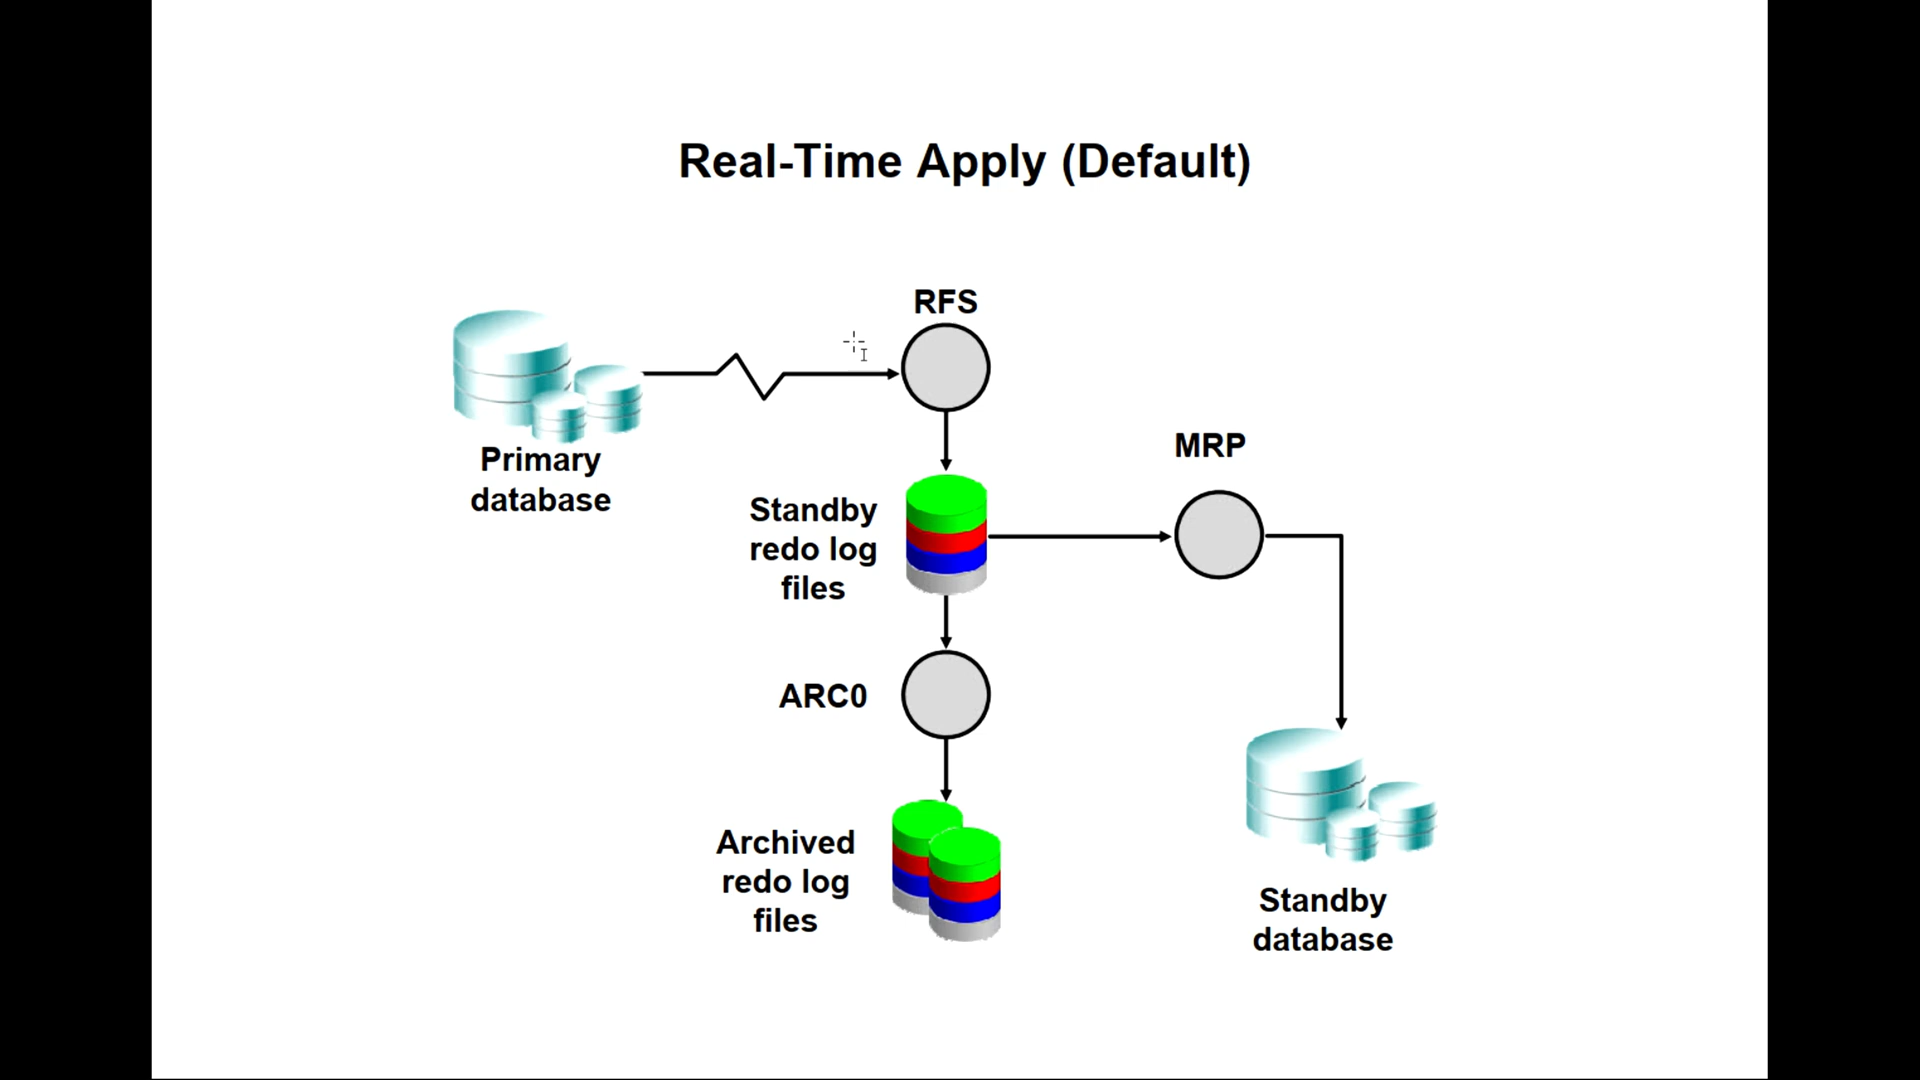 Real-Time Apply (Default)
RFS
Primary
database
MRP
Standby
redo log
files
ARC0
Archived
redo log
files
Standby
database